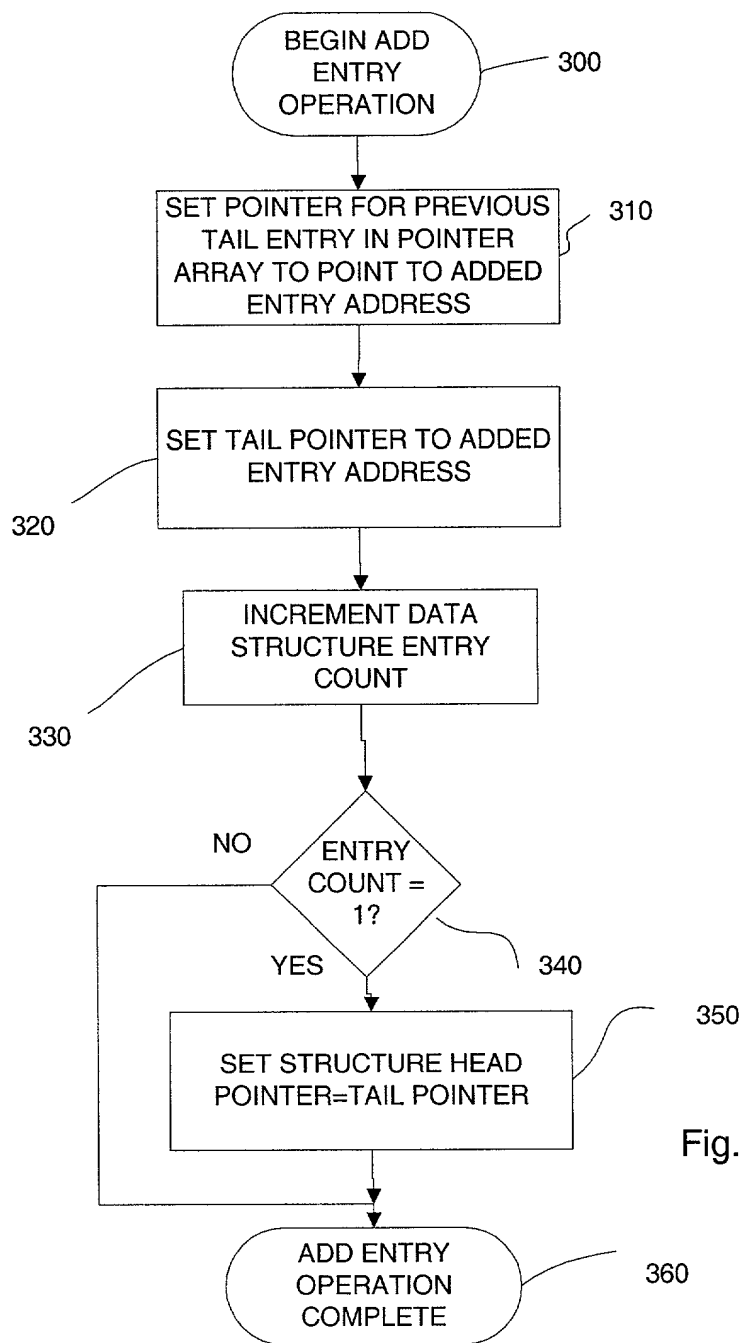 BEGIN ADD
ENTRY
OPERATION
300
SET POINTER FOR PREVIOUS
TAIL ENTRY IN POINTER
ARRAY TO POINT TO ADDED
ENTRY ADDRESS
310
SET TAIL POINTER TO ADDED
ENTRY ADDRESS
320
INCREMENT DATA
STRUCTURE ENTRY
COUNT
330
NO
ENTRY
COUNT =
1?
YES
340
350
SET STRUCTURE HEAD
POINTER=TAIL POINTER
Fig.
ADD ENTRY
OPERATION
COMPLETE
360